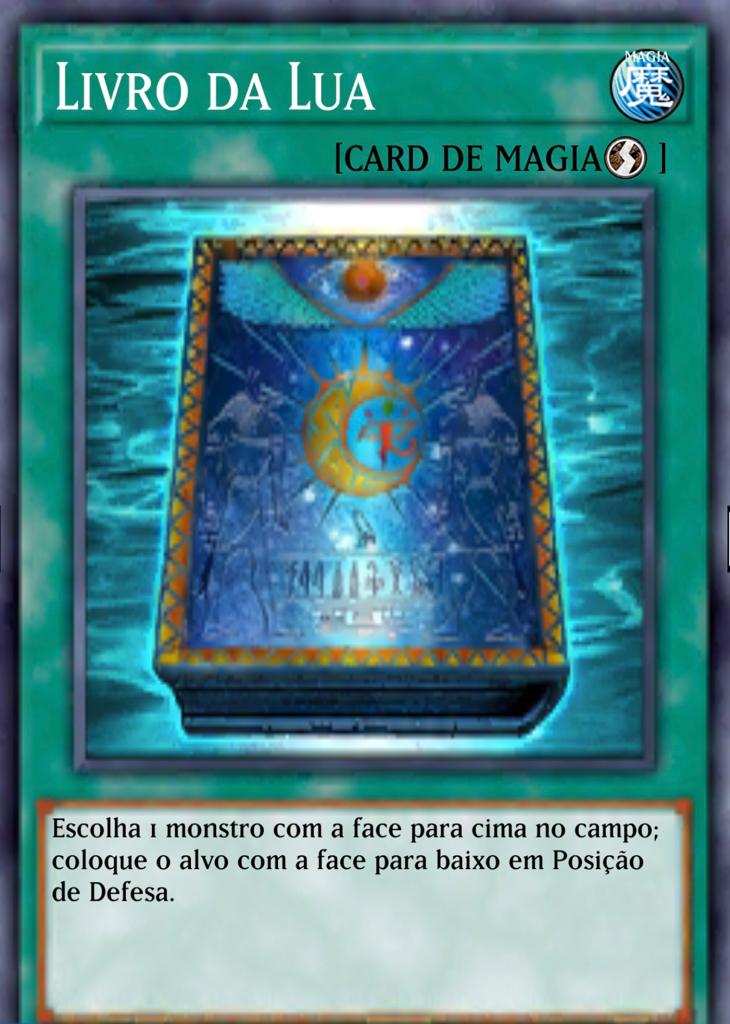 LIVRO DA LUA
MAGIA
魔
[CARD DE MAGIA ]
Escolha 1 monstro com a face para cima no campo;
coloque o alvo com a face para baixo em Posição
de Defesa.